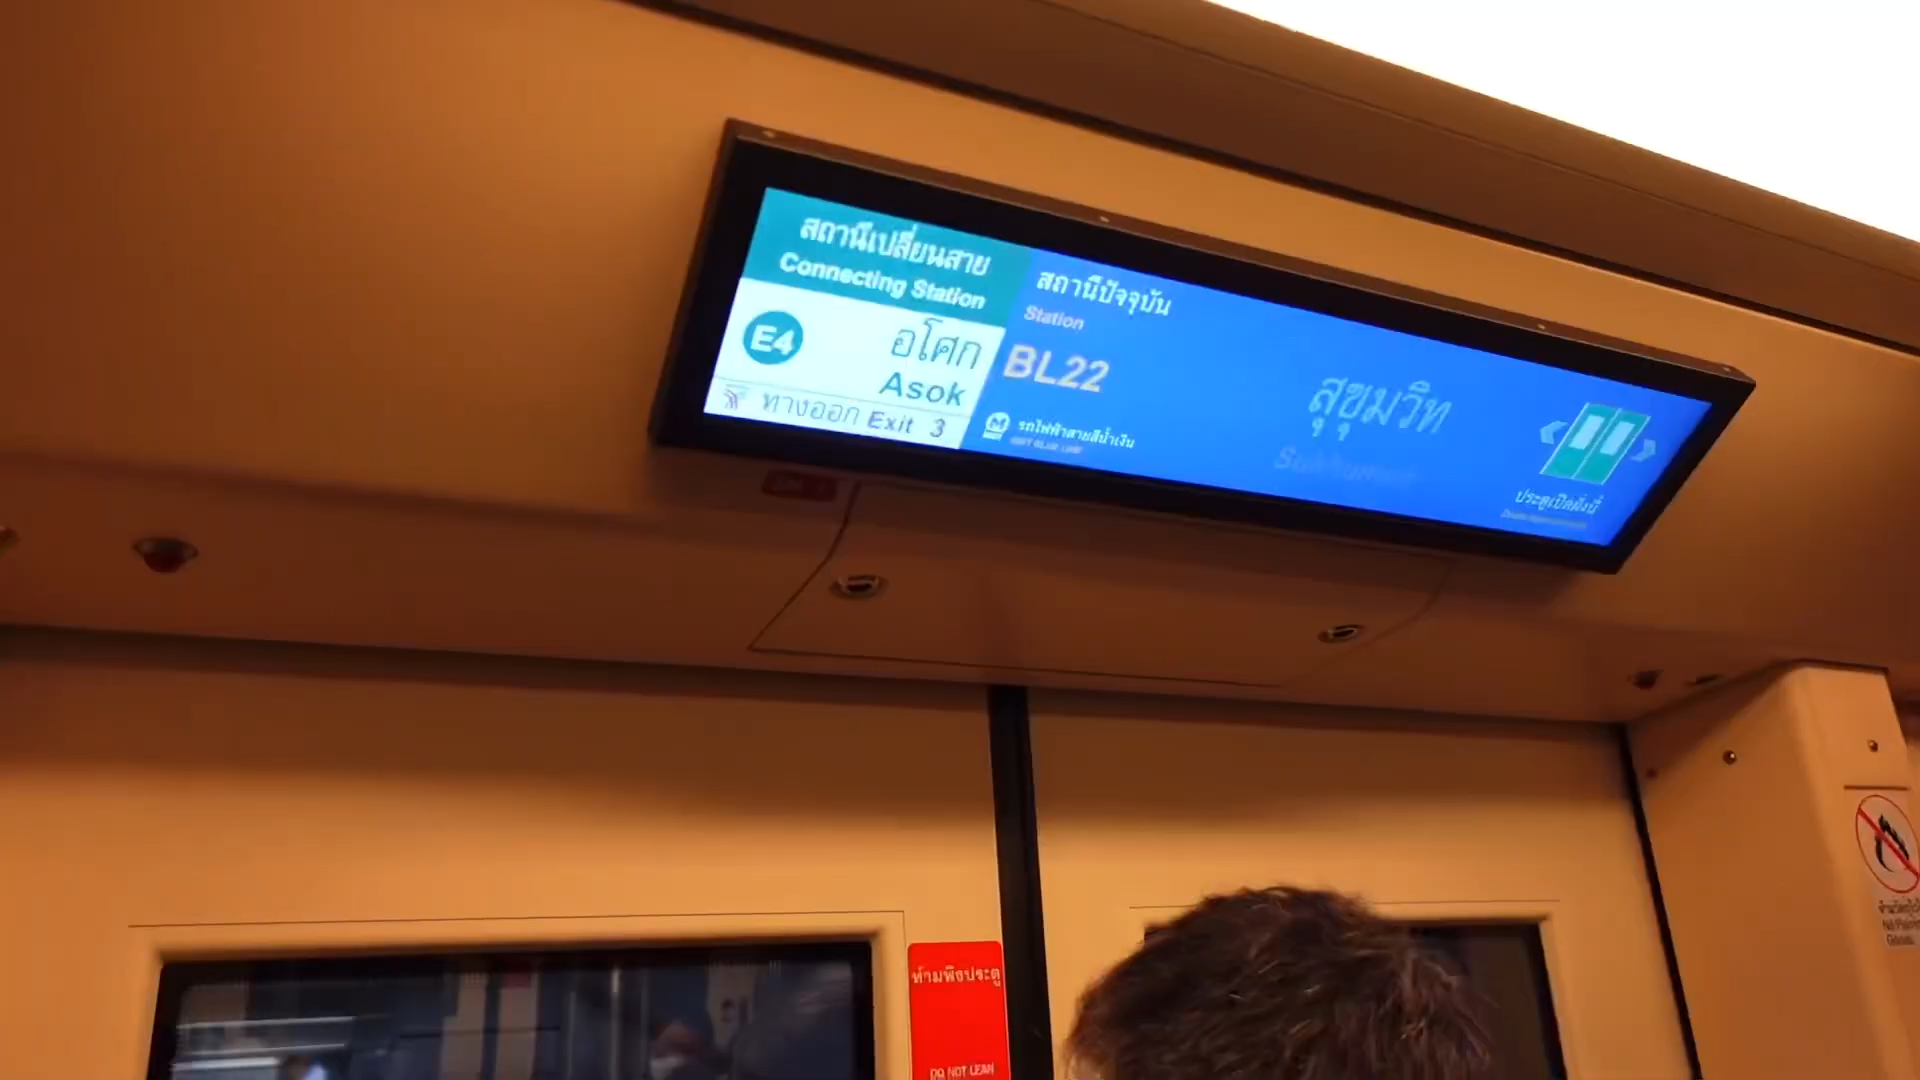 สถานีเปลี่ยนสาย
Connecting Station
E4
อโศก
Asok
ทางออก Exit 3
สถานีปัจจุบัน
Station
BL22
รถไฟฟ้าสายสีน้ำเงิน
MRT BLUE LINE
สุขุมวิท
Sukhumvit
ประตูเปิดฝั่งนี้
ห้ามพิงประตู
DO NOT LEAN